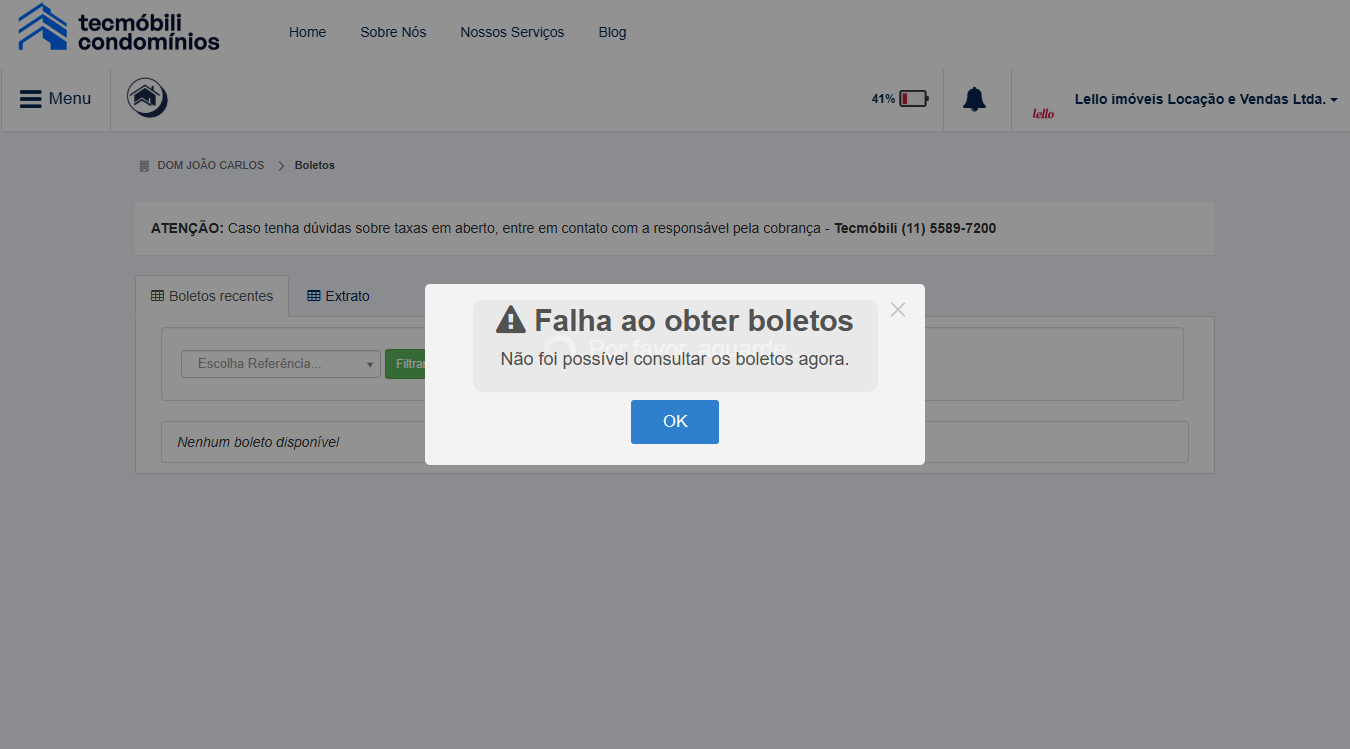 tecmóbili
condomínios
Home Sobre Nós Nossos Serviços Blog
Menu
41%
lello
Lello imóveis Locação e Vendas Ltda.
DOM JOÃO CARLOS > Boletos
ATENÇÃO: Caso tenha dúvidas sobre taxas em aberto, entre em contato com a responsável pela cobrança - Tecmóbili (11) 5589-7200
Boletos recentes Extrato
Falha ao obter boletos
Por favor, aguarde
Não foi possível consultar os boletos agora.
Escolha Referência... Filtrar
OK
Nenhum boleto disponível